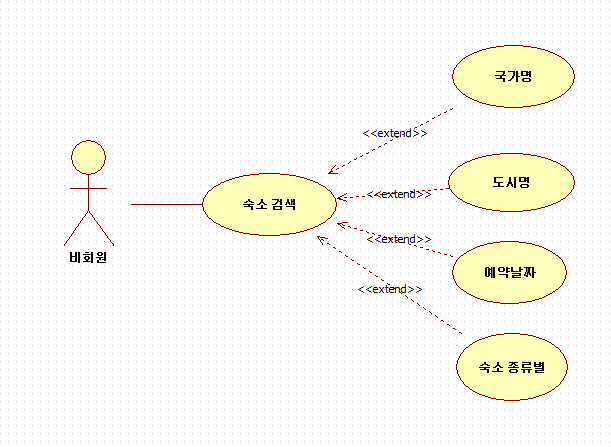 국가명
<<extend>>
도시명
<<extend>>
숙소 검색
<<extend>>
비회원
예약날짜
<<extend>>
숙소 종류별